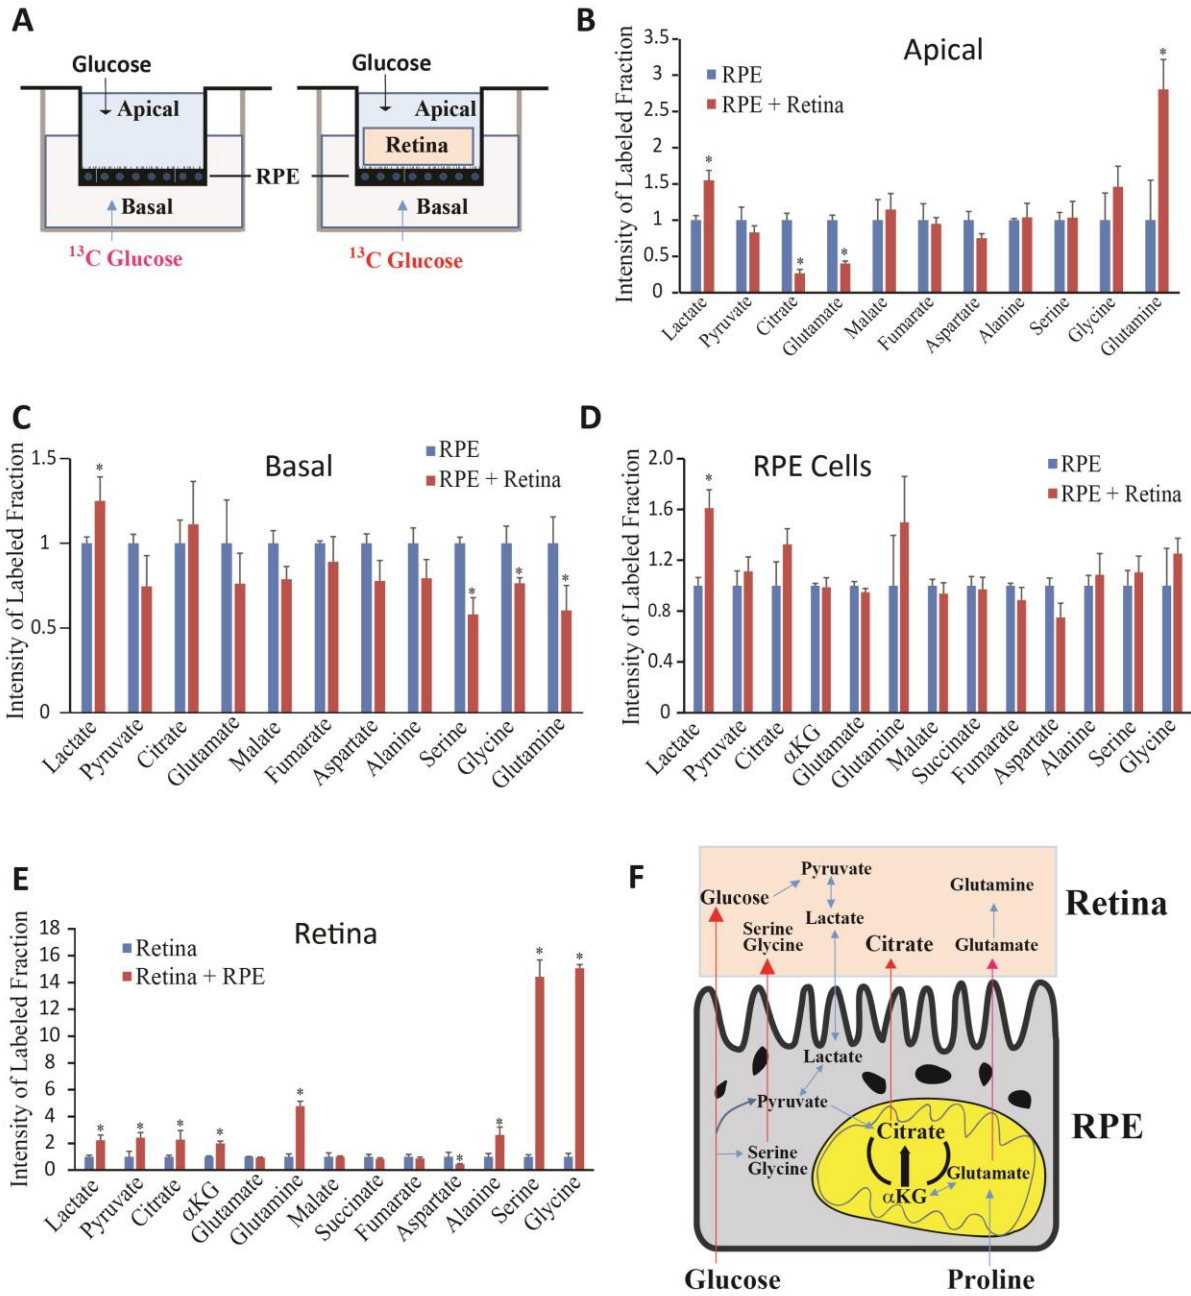 A
Glucose
Glucose
Apical
Apical
Retina
RPE
Basal
Basal
¹³C Glucose
¹³C Glucose
B
Apical
RPE
RPE + Retina
Intensity of Labeled Fraction
3.5
3
2.5
2
1.5
1
0.5
0
*
*
*
*
Lactate
Pyruvate
Citrate
Glutamate
Malate
Fumarate
Aspartate
Alanine
Serine
Glycine
Glutamine
C
Basal
RPE
RPE + Retina
Intensity of Labeled Fraction
1.5
1
0.5
0
*
*
*
*
Lactate
Pyruvate
Citrate
Glutamate
Malate
Fumarate
Aspartate
Alanine
Serine
Glycine
Glutamine
D
RPE Cells
RPE
RPE + Retina
Intensity of Labeled Fraction
2.0
1.6
1.2
0.8
0.4
0
*
Lactate
Pyruvate
Citrate
αKG
Glutamate
Glutamine
Malate
Succinate
Fumarate
Aspartate
Alanine
Serine
Glycine
E
Retina
Retina
Retina + RPE
Intensity of Labeled Fraction
18
16
14
12
10
8
6
4
2
0
*
*
*
*
*
*
*
*
*
Lactate
Pyruvate
Citrate
αKG
Glutamate
Glutamine
Malate
Succinate
Fumarate
Aspartate
Alanine
Serine
Glycine
F
Pyruvate
Glucose
Lactate
Serine
Glycine
Citrate
Glutamine
Glutamate
Retina
Lactate
Pyruvate
Serine
Glycine
Citrate
αKG
Glutamate
RPE
Glucose
Proline